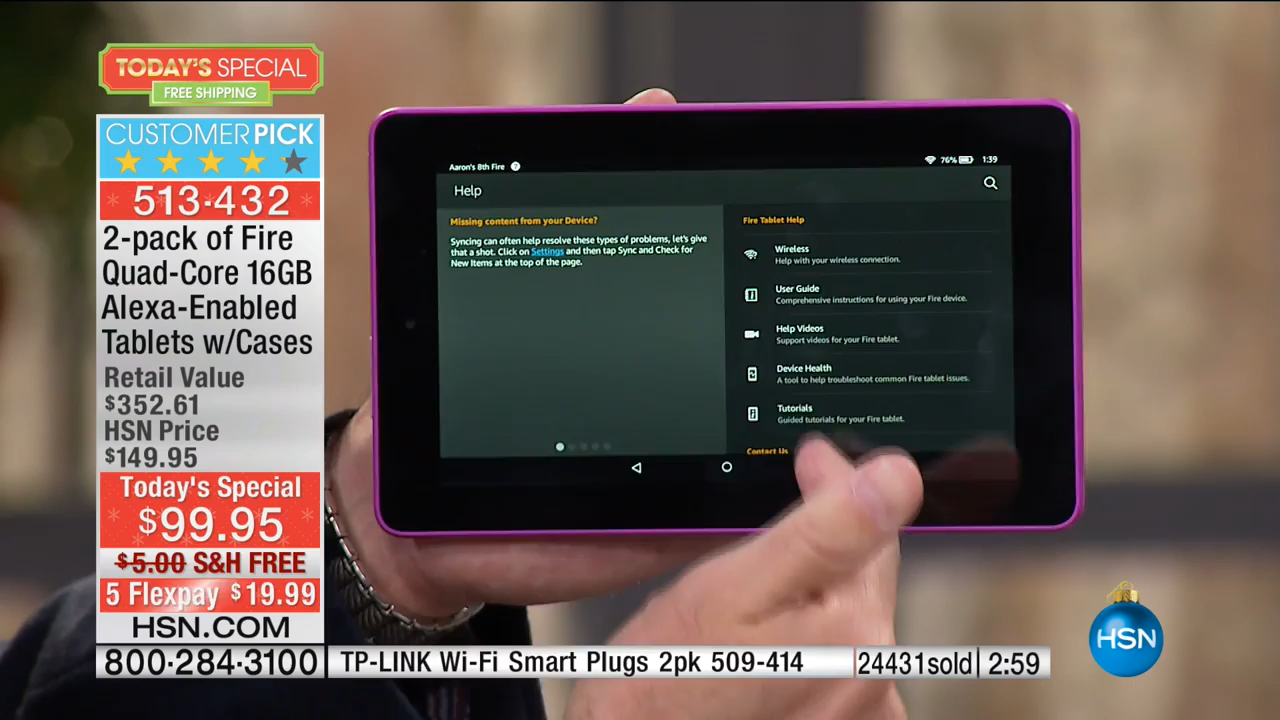 TODAY'S SPECIAL
FREE SHIPPING
CUSTOMER PICK
513-432
2-pack of Fire
Quad-Core 16GB
Alexa-Enabled
Tablets w/Cases
Retail Value
$352.61
HSN Price
$149.95
Today's Special
$99.95
$5.00 S&H FREE
5 Flexpay $19.99
HSN.COM
800·284·3100
TP-LINK Wi-Fi Smart Plugs 2pk 509-414
24431sold
2:59
HSN
Aaron's 8th Fire ?
76%
1:39
Help
Missing content from your Device?
Syncing can often help resolve these types of problems, let's give
that a shot. Click on Settings and then tap Sync and Check for
New Items at the top of the page.
Fire Tablet Help
Wireless
Help with your wireless connection.
User Guide
Comprehensive instructions for using your Fire device.
Help Videos
Support videos for your Fire tablet.
Device Health
A tool to help troubleshoot common Fire tablet issues.
Tutorials
Guided tutorials for your Fire tablet.
Contact Us